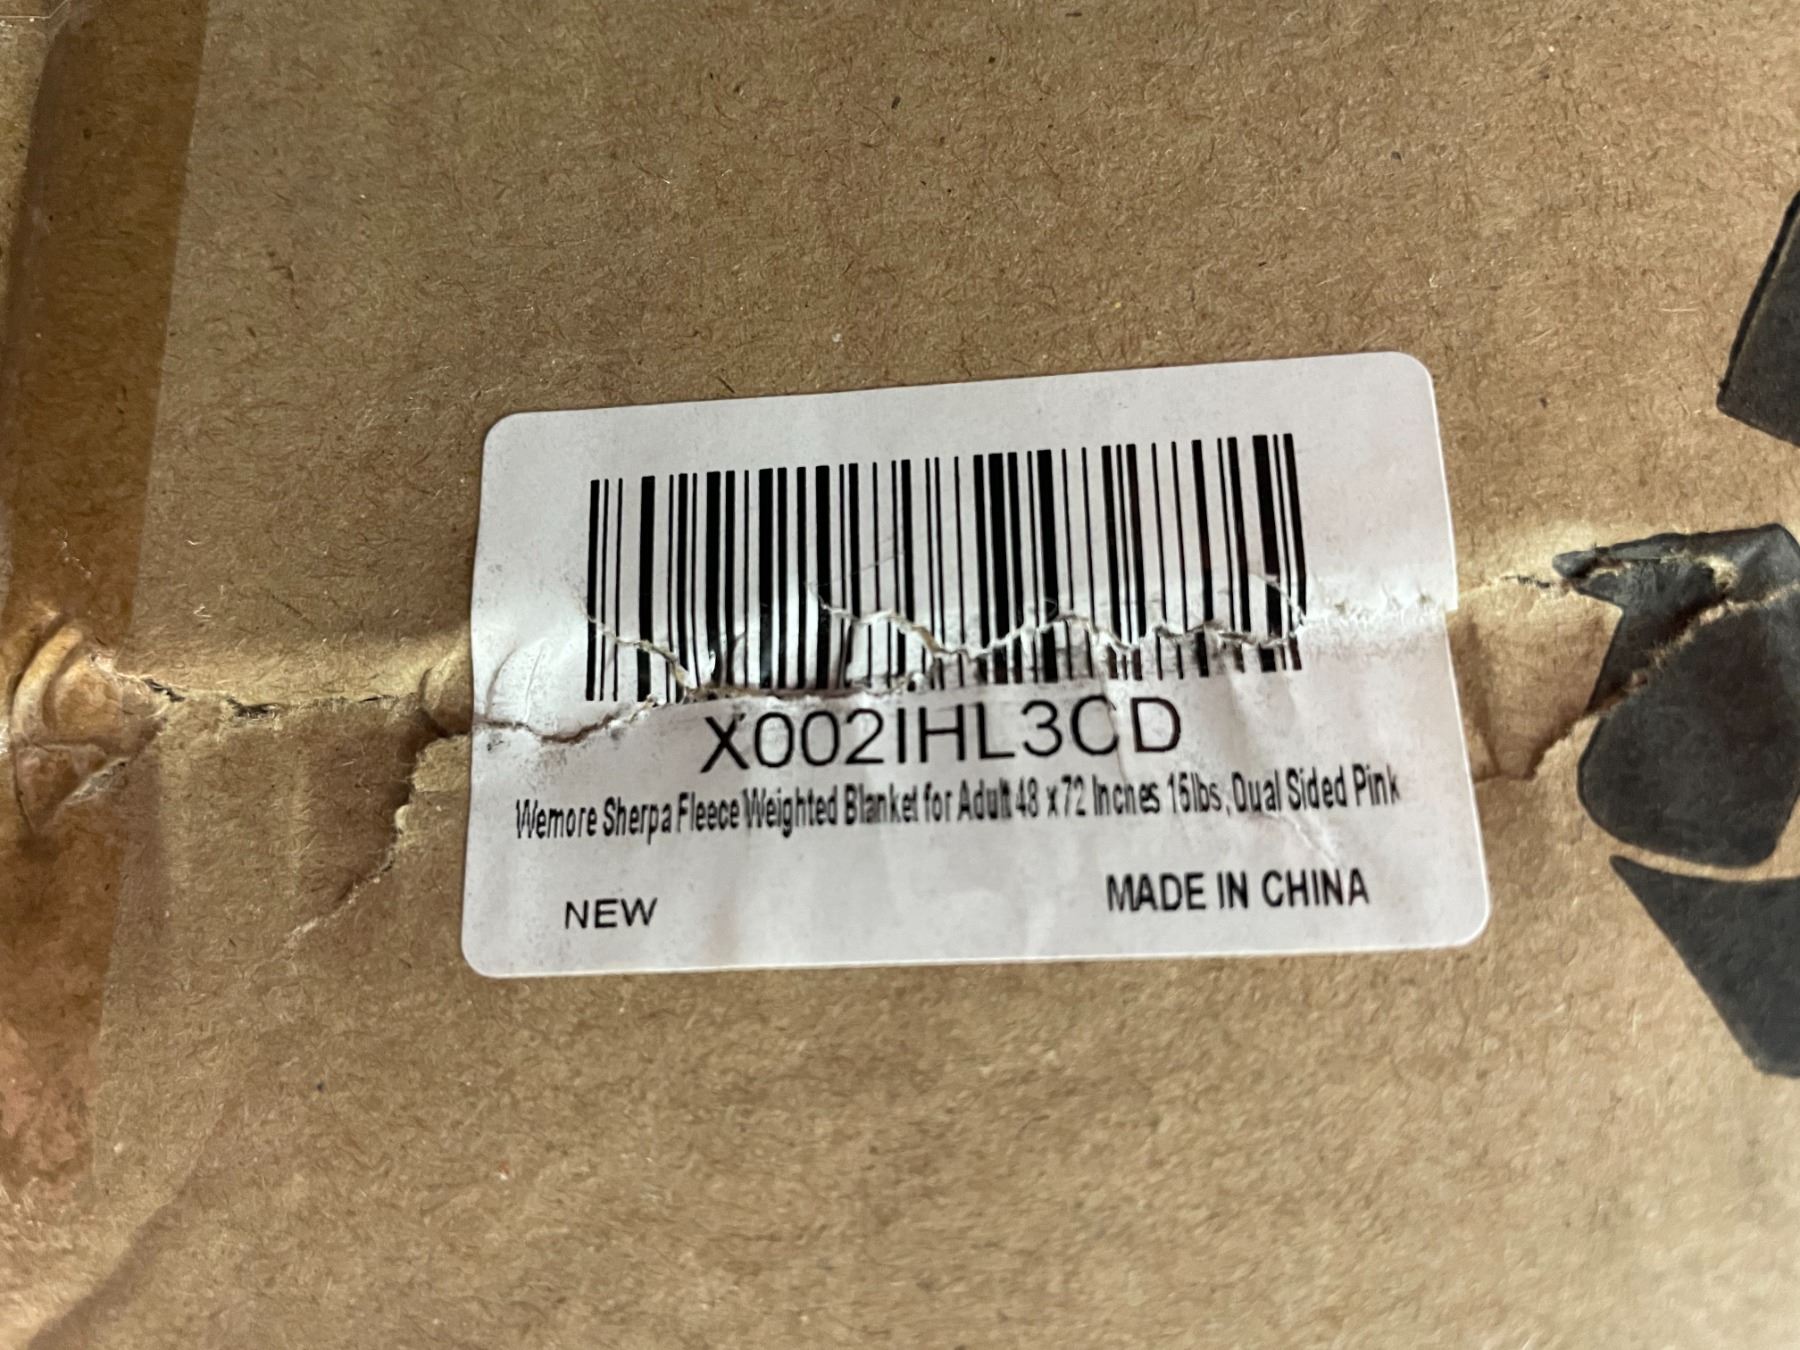 X002IHL3CD
Wemore Sherpa Fleece Weighted Blanket for Adult 48 x 72 Inches 15lbs, Dual Sided Pink
NEW
MADE IN CHINA